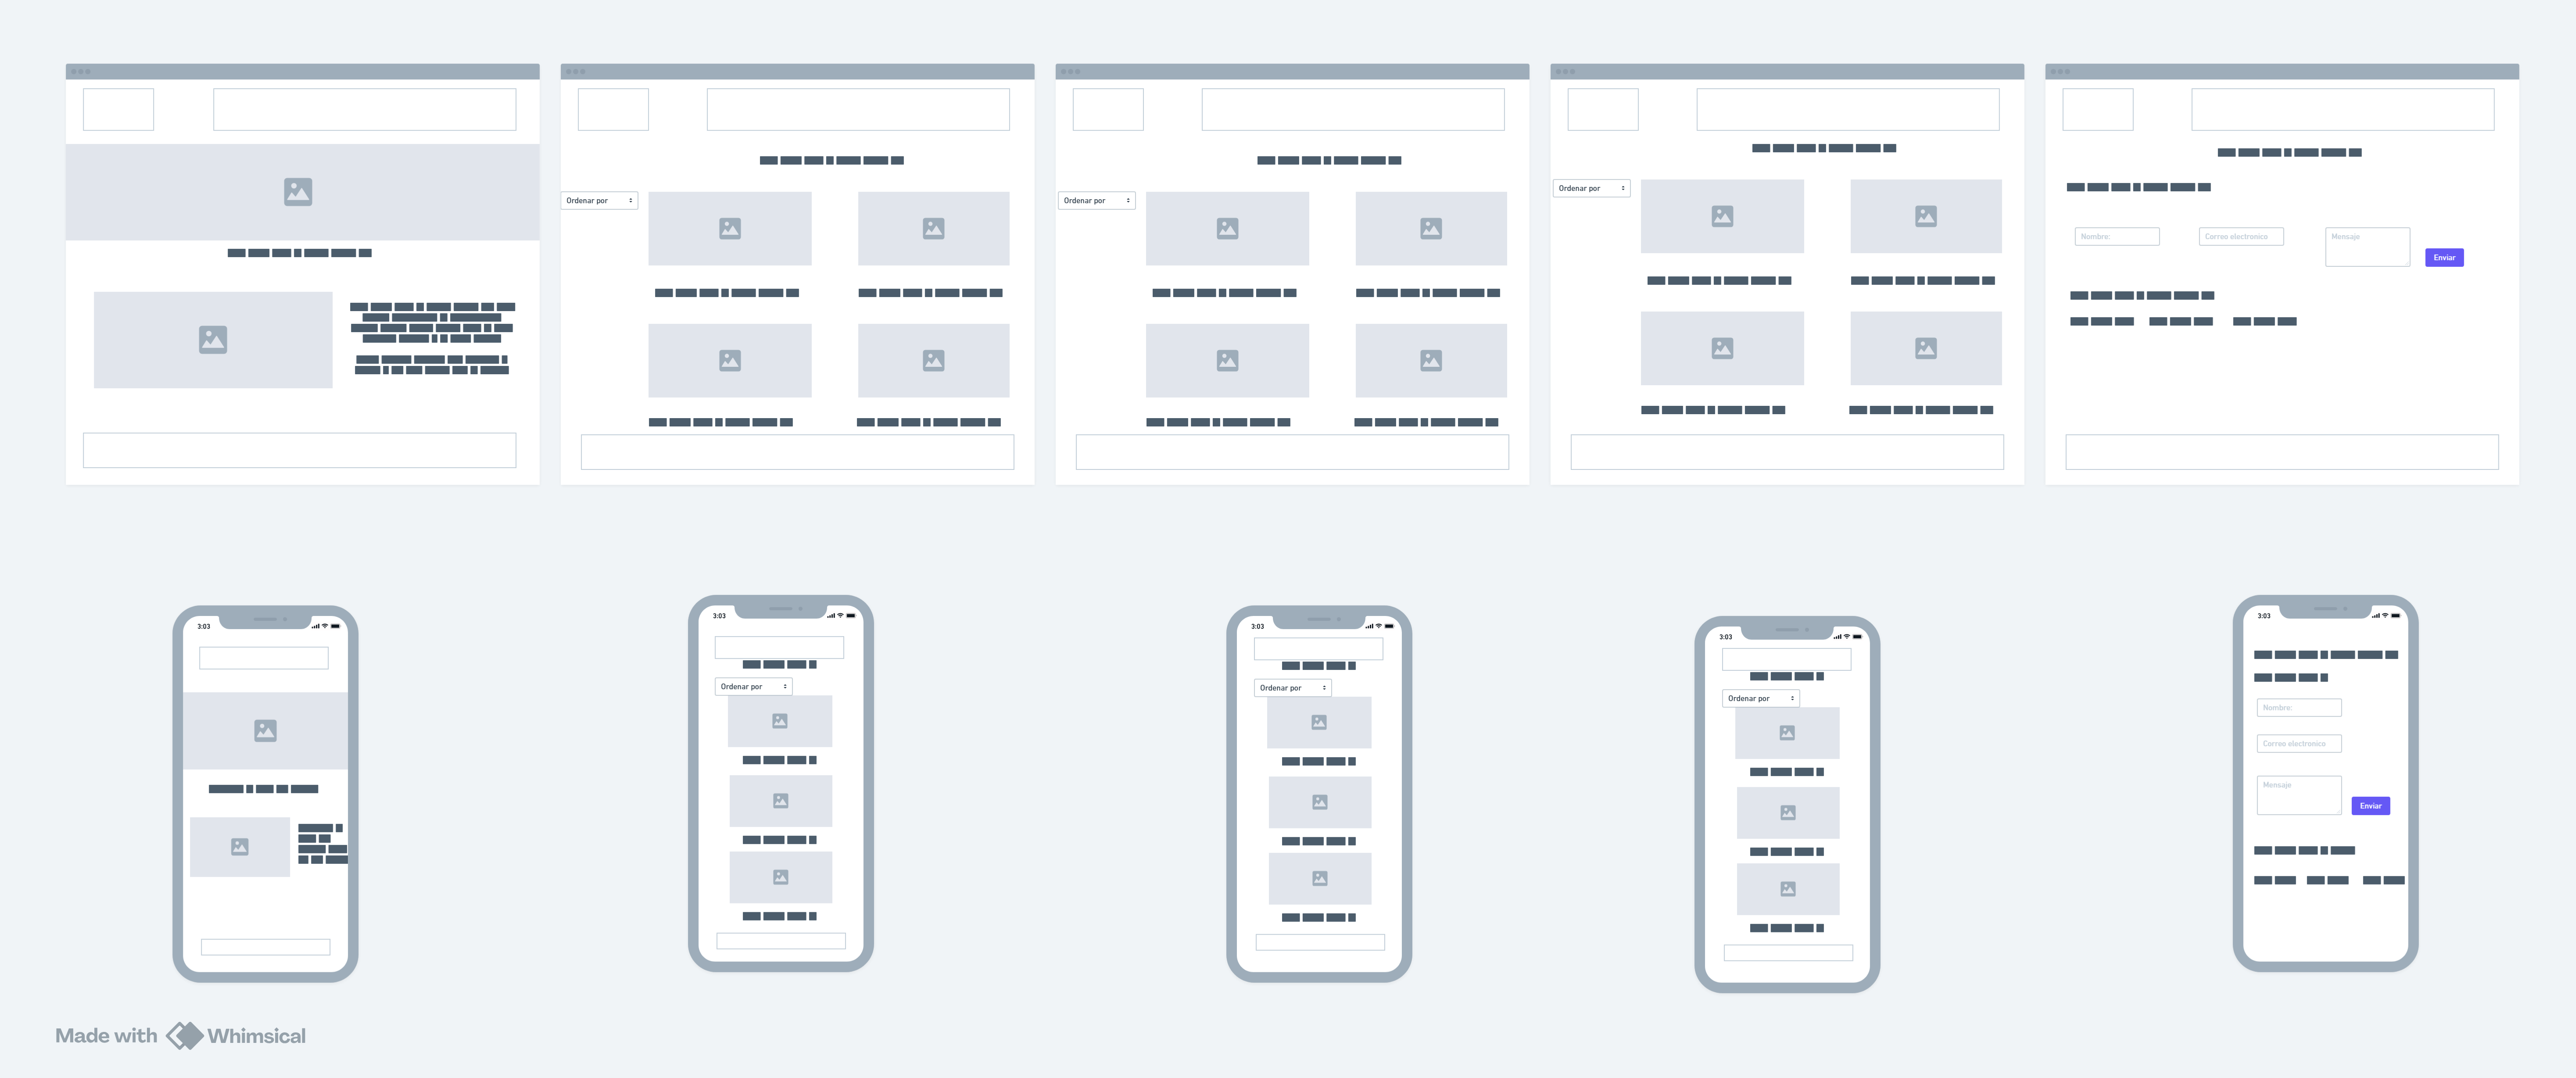 Ordenar por
Ordenar por
Ordenar por
Nombre:
Correo electronico
Mensaje
Enviar
3:03
3:03
3:03
3:03
3:03
Ordenar por
Ordenar por
Ordenar por
Nombre:
Correo electronico
Mensaje
Enviar
Made with Whimsical